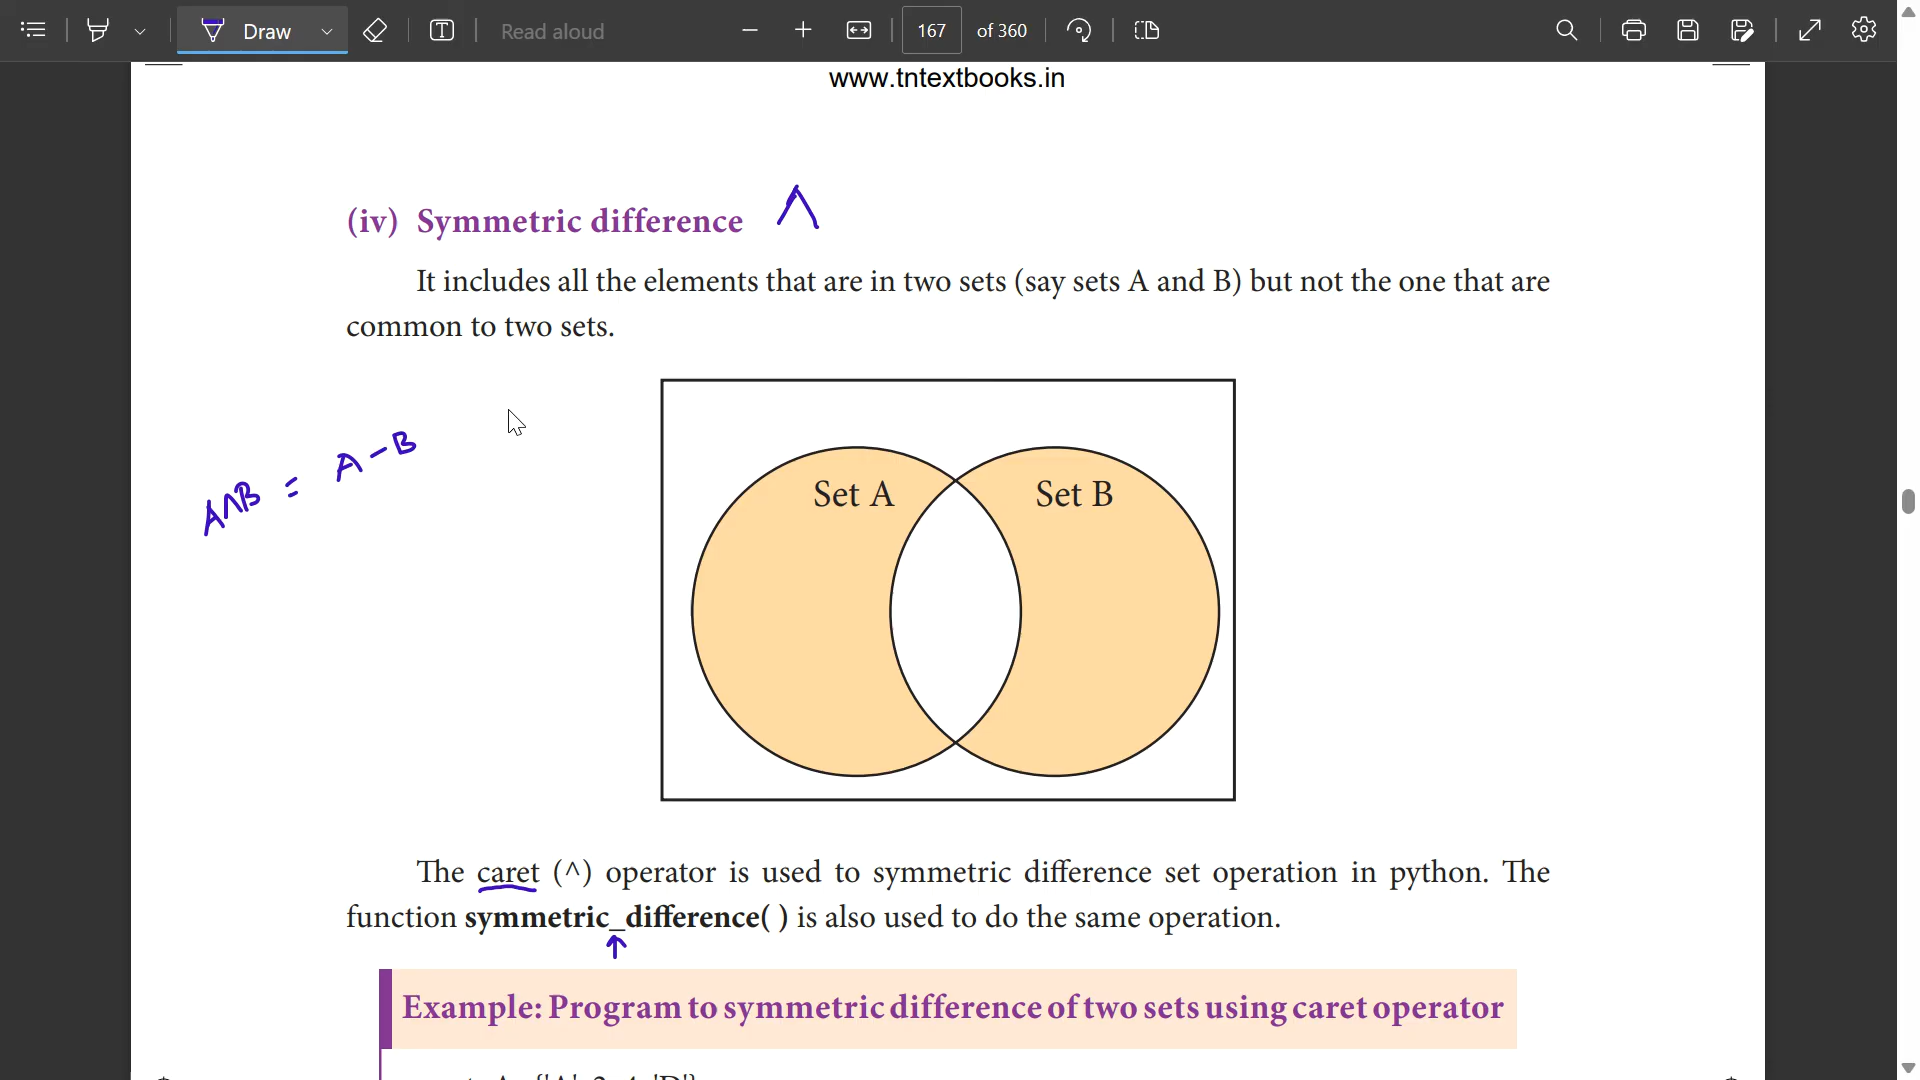 Draw
Read aloud
167 of 360
www.tntextbooks.in
(iv) Symmetric difference ^
It includes all the elements that are in two sets (say sets A and B) but not the one that are
common to two sets.
A^B = A-B
Set A
Set B
The caret (^) operator is used to symmetric difference set operation in python. The
function symmetric_difference( ) is also used to do the same operation.
Example: Program to symmetric difference of two sets using caret operator